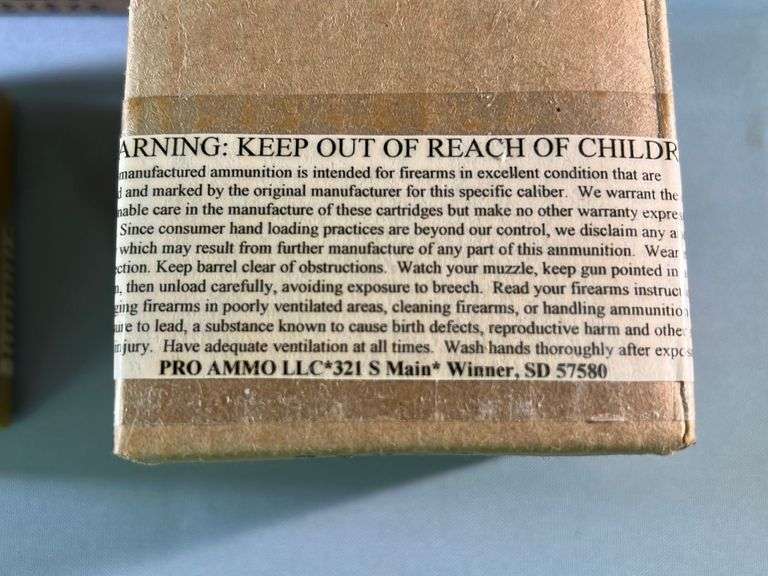 ARNING: KEEP OUT OF REACH OF CHILDR
manufactured ammunition is intended for firearms in excellent condition that are
d and marked by the original manufacturer for this specific caliber. We warrant the
nable care in the manufacture of these cartridges but make no other warranty expre
Since consumer hand loading practices are beyond our control, we disclaim any a
which may result from further manufacture of any part of this ammunition. Wear
ction. Keep barrel clear of obstructions. Watch your muzzle, keep gun pointed in
n, then unload carefully, avoiding exposure to breech. Read your firearms instruc
ging firearms in poorly ventilated areas, cleaning firearms, or handling ammunitio
ure to lead, a substance known to cause birth defects, reproductive harm and other
injury. Have adequate ventilation at all times. Wash hands thoroughly after expos
PRO AMMO LLC*321 S Main* Winner, SD 57580